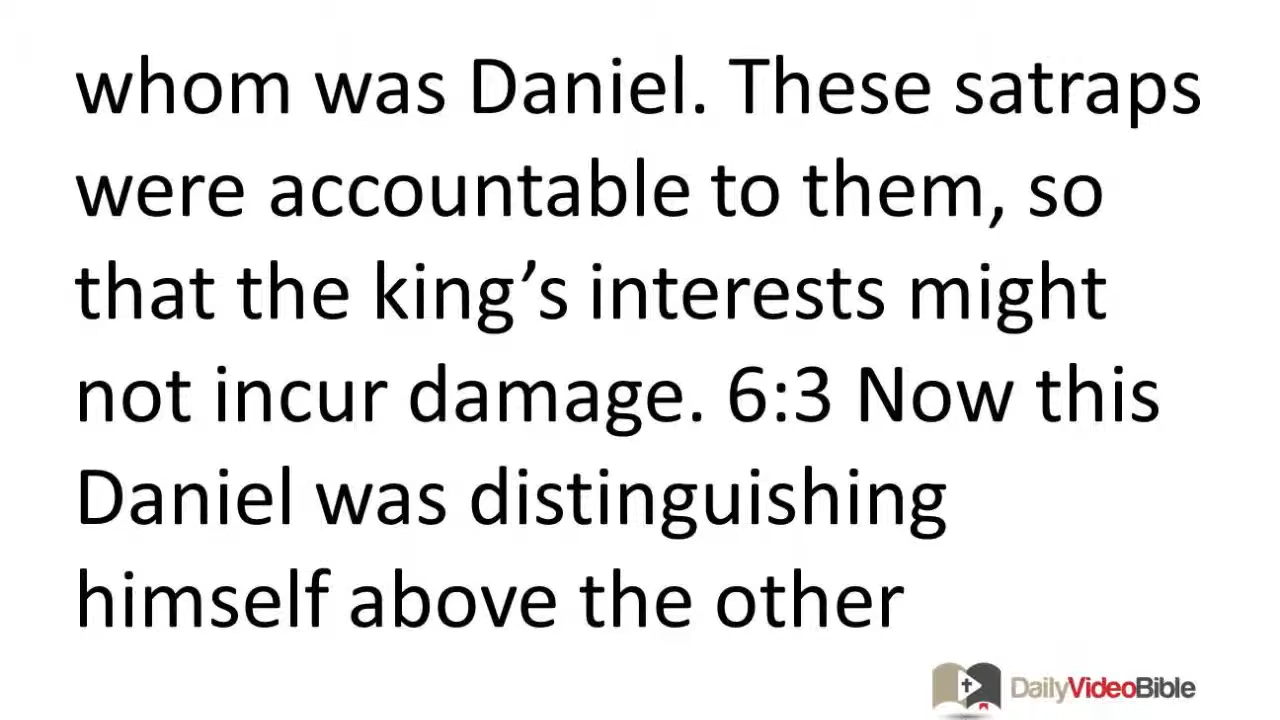 whom was Daniel. These satraps
were accountable to them, so
that the king’s interests might
not incur damage. 6:3 Now this
Daniel was distinguishing
himself above the other
DailyVideoBible